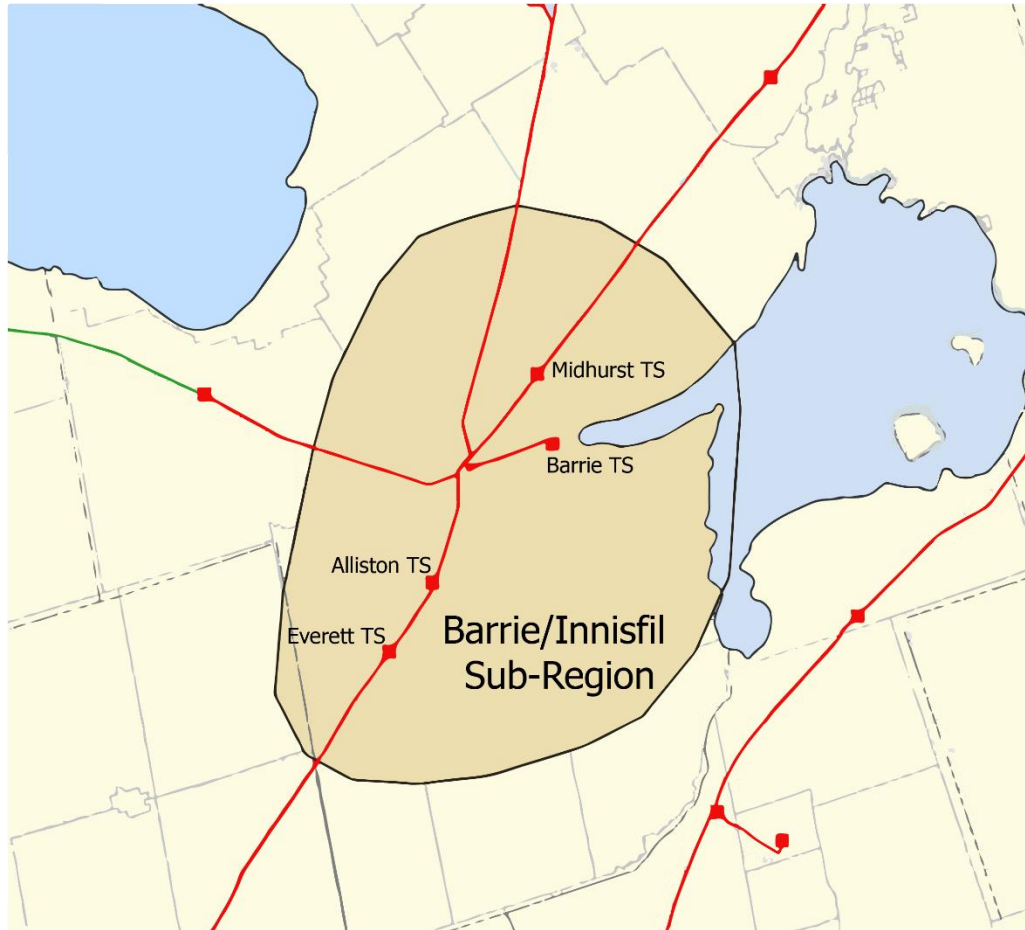 Midhurst TS
Barrie TS
Alliston TS
Everett TS
Barrie/Innisfil
Sub-Region